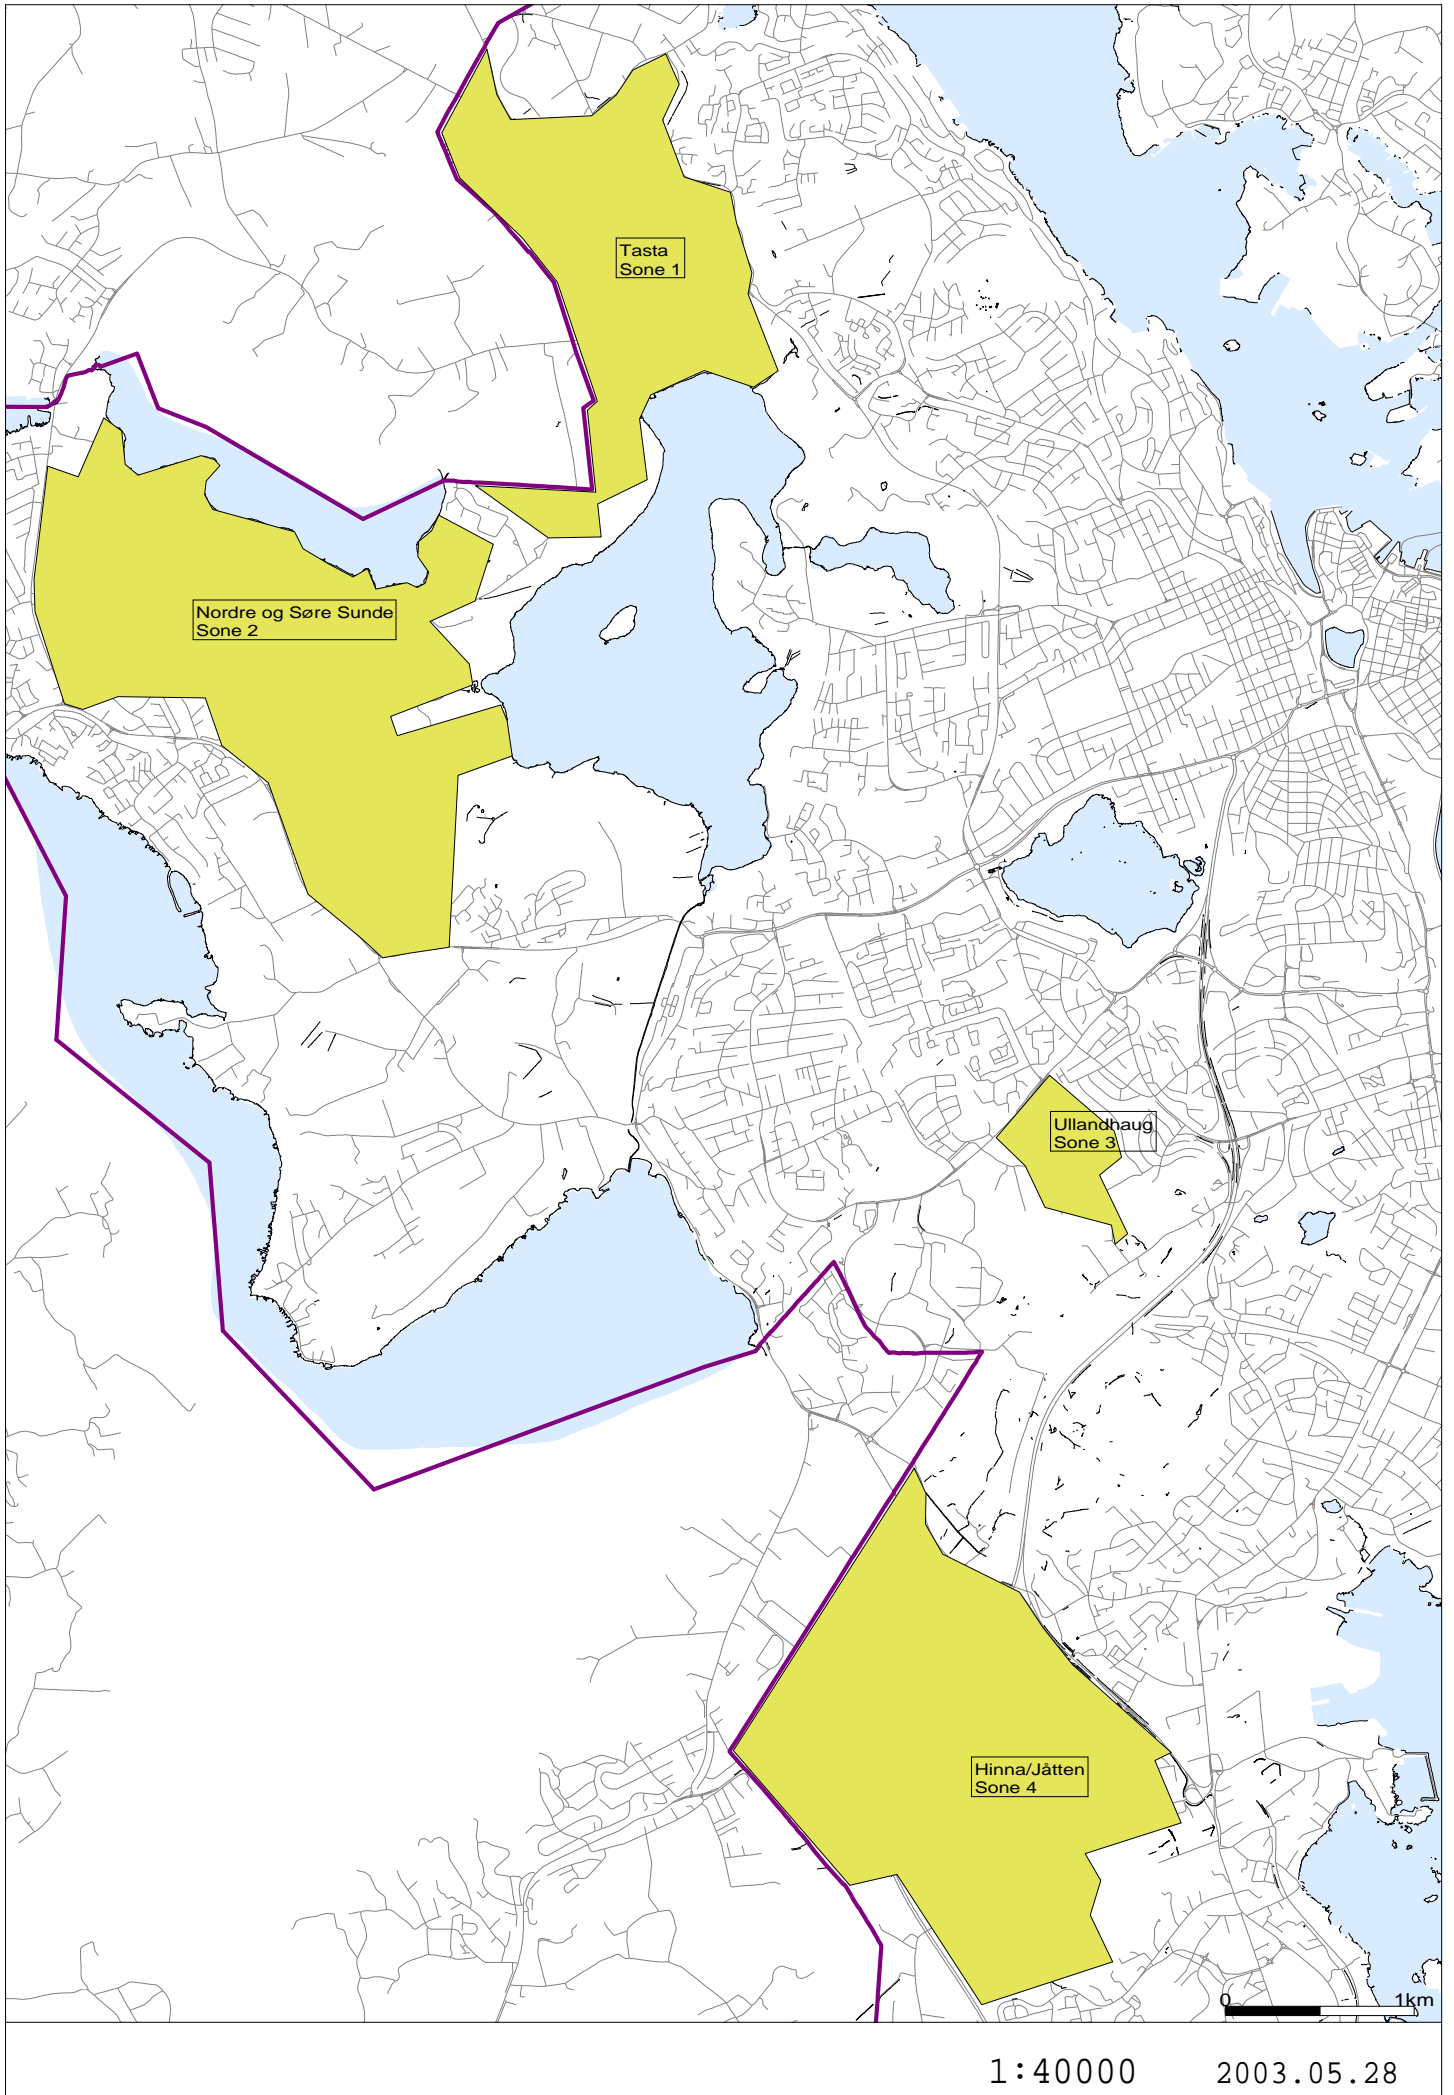 Tasta
Sone 1
Nordre og Søre Sunde
Sone 2
Ullandhaug
Sone 3
Hinna/Jåtten
Sone 4
0 1km
1:40000 2003.05.28